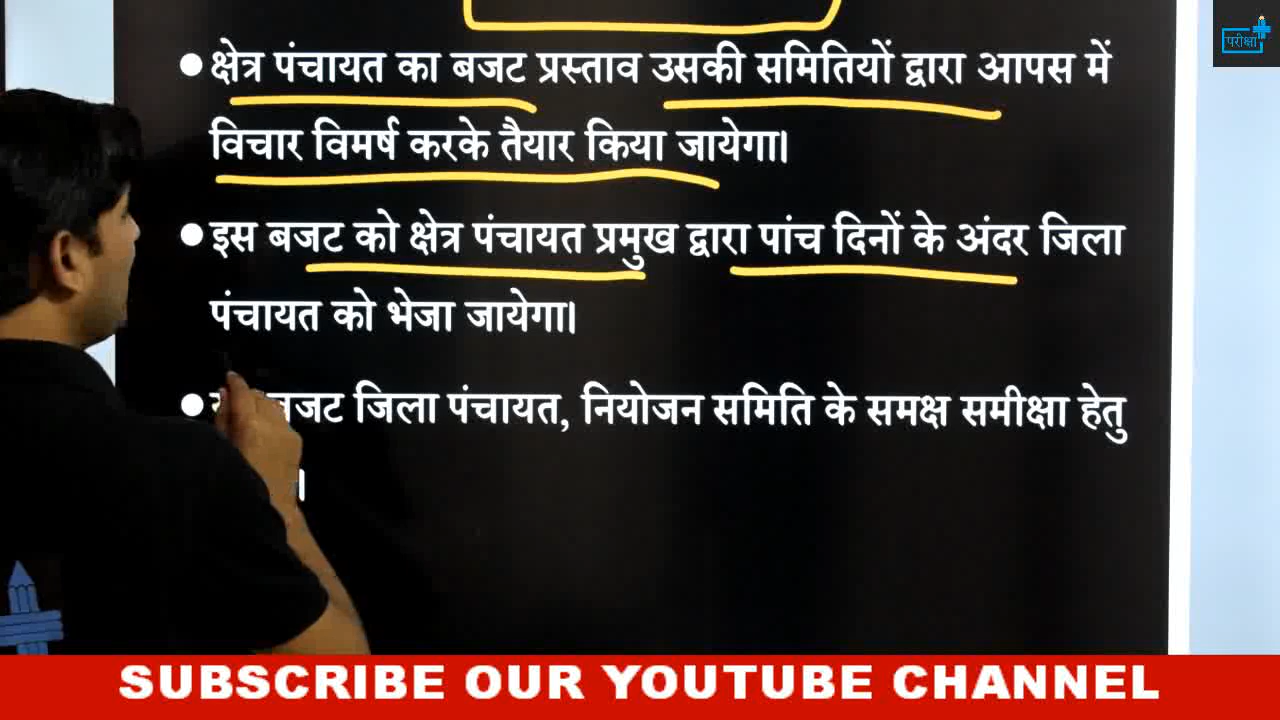 परीक्षा
क्षेत्र पंचायत का बजट प्रस्ताव उसकी समितियों द्वारा आपस में
विचार विमर्ष करके तैयार किया जायेगा।
इस बजट को क्षेत्र पंचायत प्रमुख द्वारा पांच दिनों के अंदर जिला
पंचायत को भेजा जायेगा।
बजट जिला पंचायत, नियोजन समिति के समक्ष समीक्षा हेतु
SUBSCRIBE OUR YOUTUBE CHANNEL